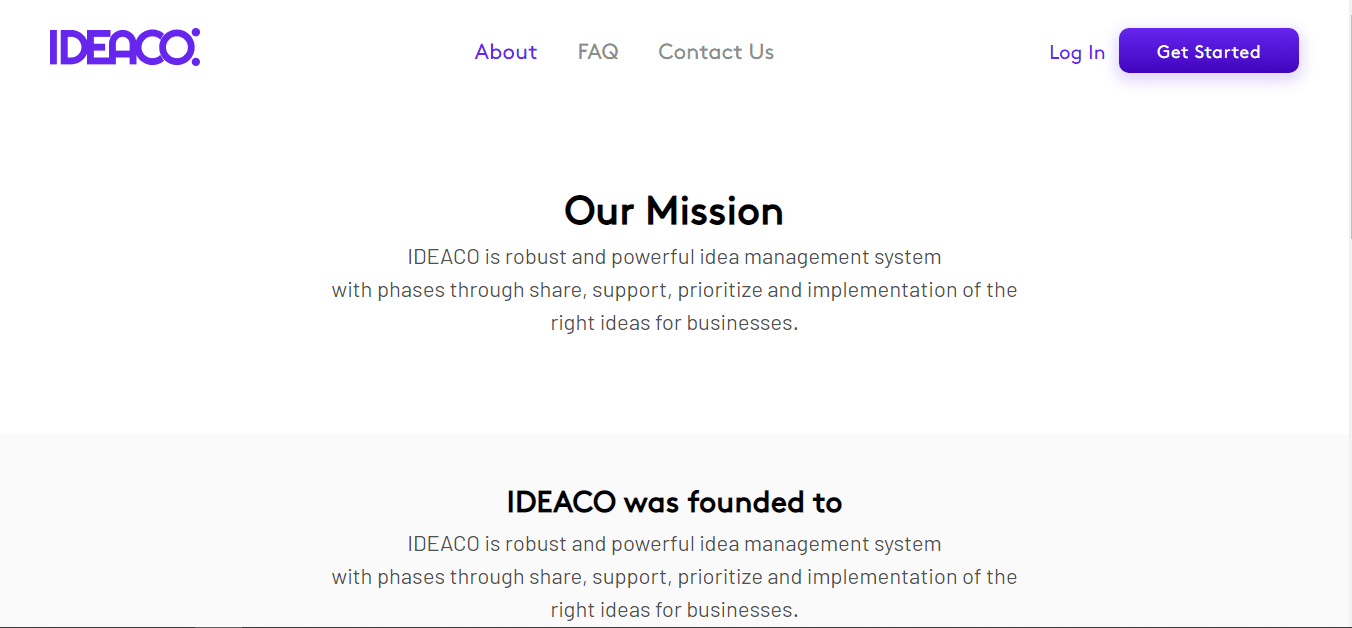 IDEACO:
About
FAQ
Contact Us
Log In
Get Started
Our Mission
IDEACO is robust and powerful idea management system
with phases through share, support, prioritize and implementation of the
right ideas for businesses.
IDEACO was founded to
IDEACO is robust and powerful idea management system
with phases through share, support, prioritize and implementation of the
right ideas for businesses.